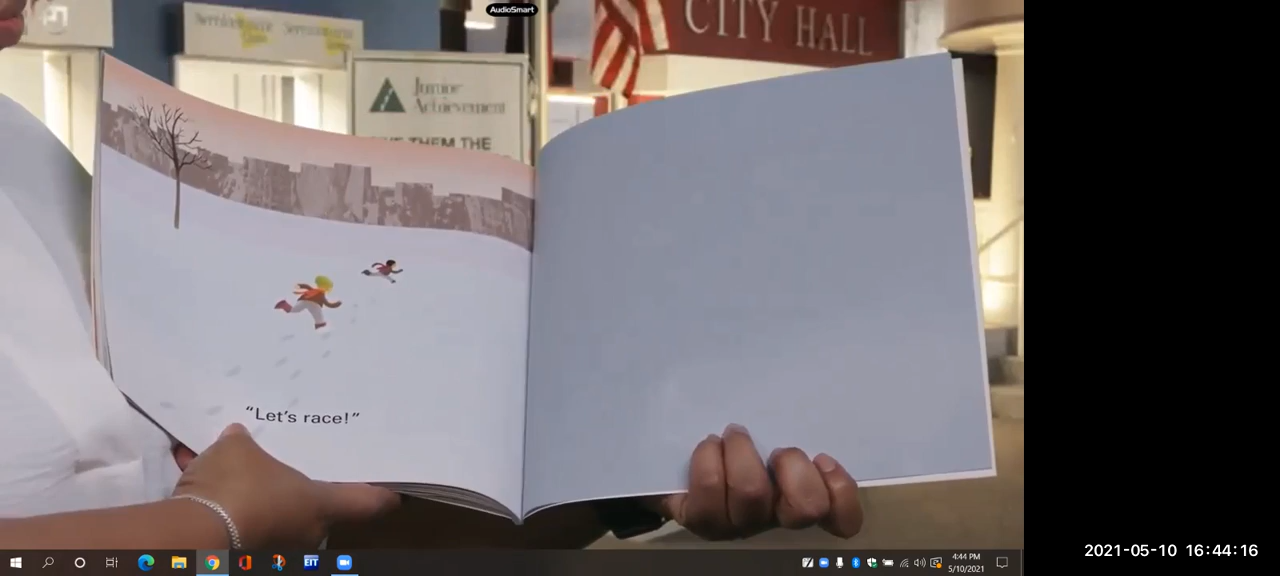 AudioSmart
CITY HALL
Junior
Achievement
THEM THE
"Let's race!"
EIT
4:44 PM
5/10/2021
2021-05-10 16:44:16